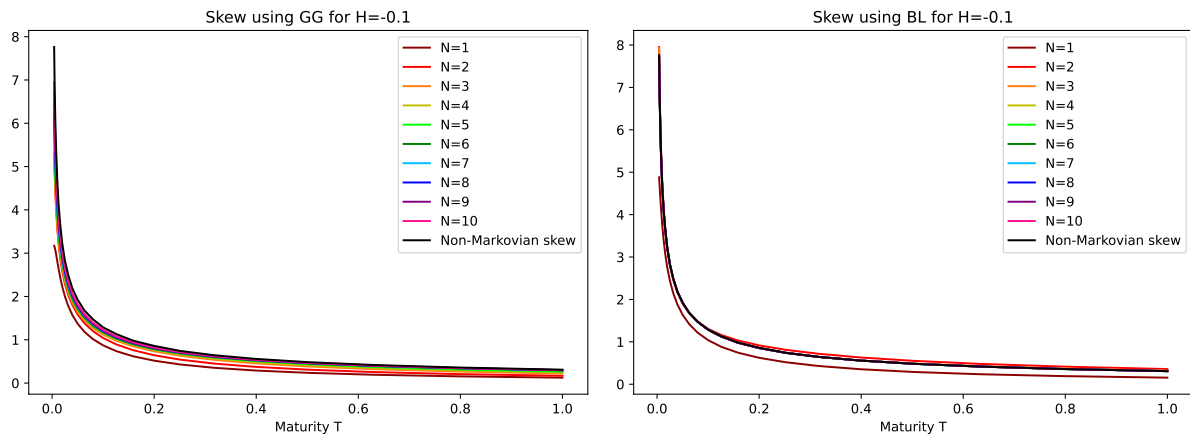 Skew using GG for H=-0.1
8
7
6
5
4
3
2
1
0
0.0 0.2 0.4 0.6 0.8 1.0
Maturity T
N=1
N=2
N=3
N=4
N=5
N=6
N=7
N=8
N=9
N=10
Non-Markovian skew
Skew using BL for H=-0.1
8
7
6
5
4
3
2
1
0
0.0 0.2 0.4 0.6 0.8 1.0
Maturity T
N=1
N=2
N=3
N=4
N=5
N=6
N=7
N=8
N=9
N=10
Non-Markovian skew